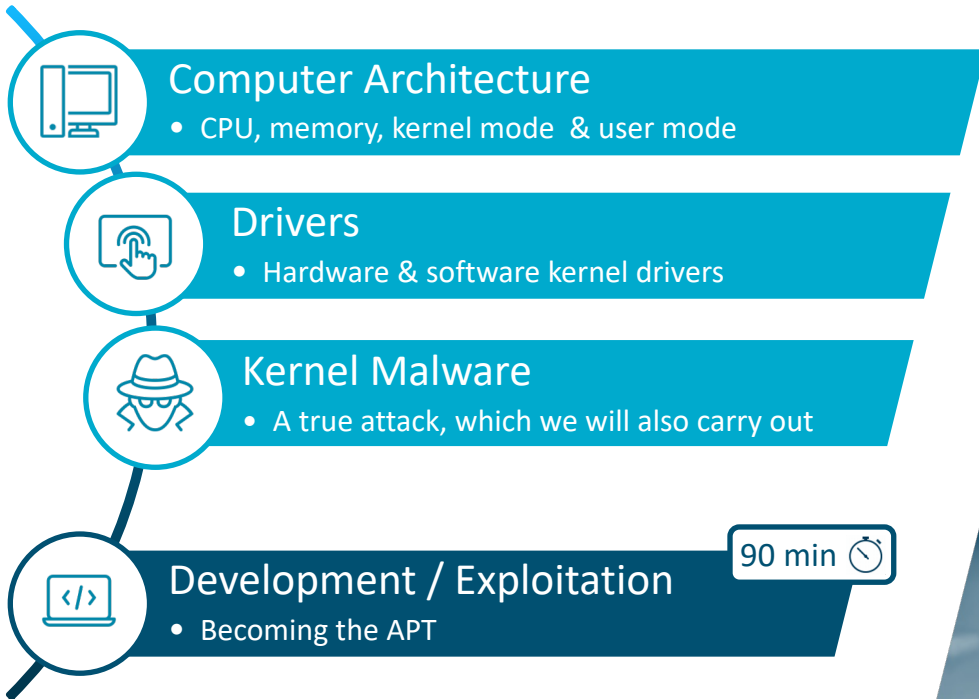 Computer Architecture
• CPU, memory, kernel mode & user mode
Drivers
• Hardware & software kernel drivers
Kernel Malware
• A true attack, which we will also carry out
90 min
Development / Exploitation
• Becoming the APT
</>